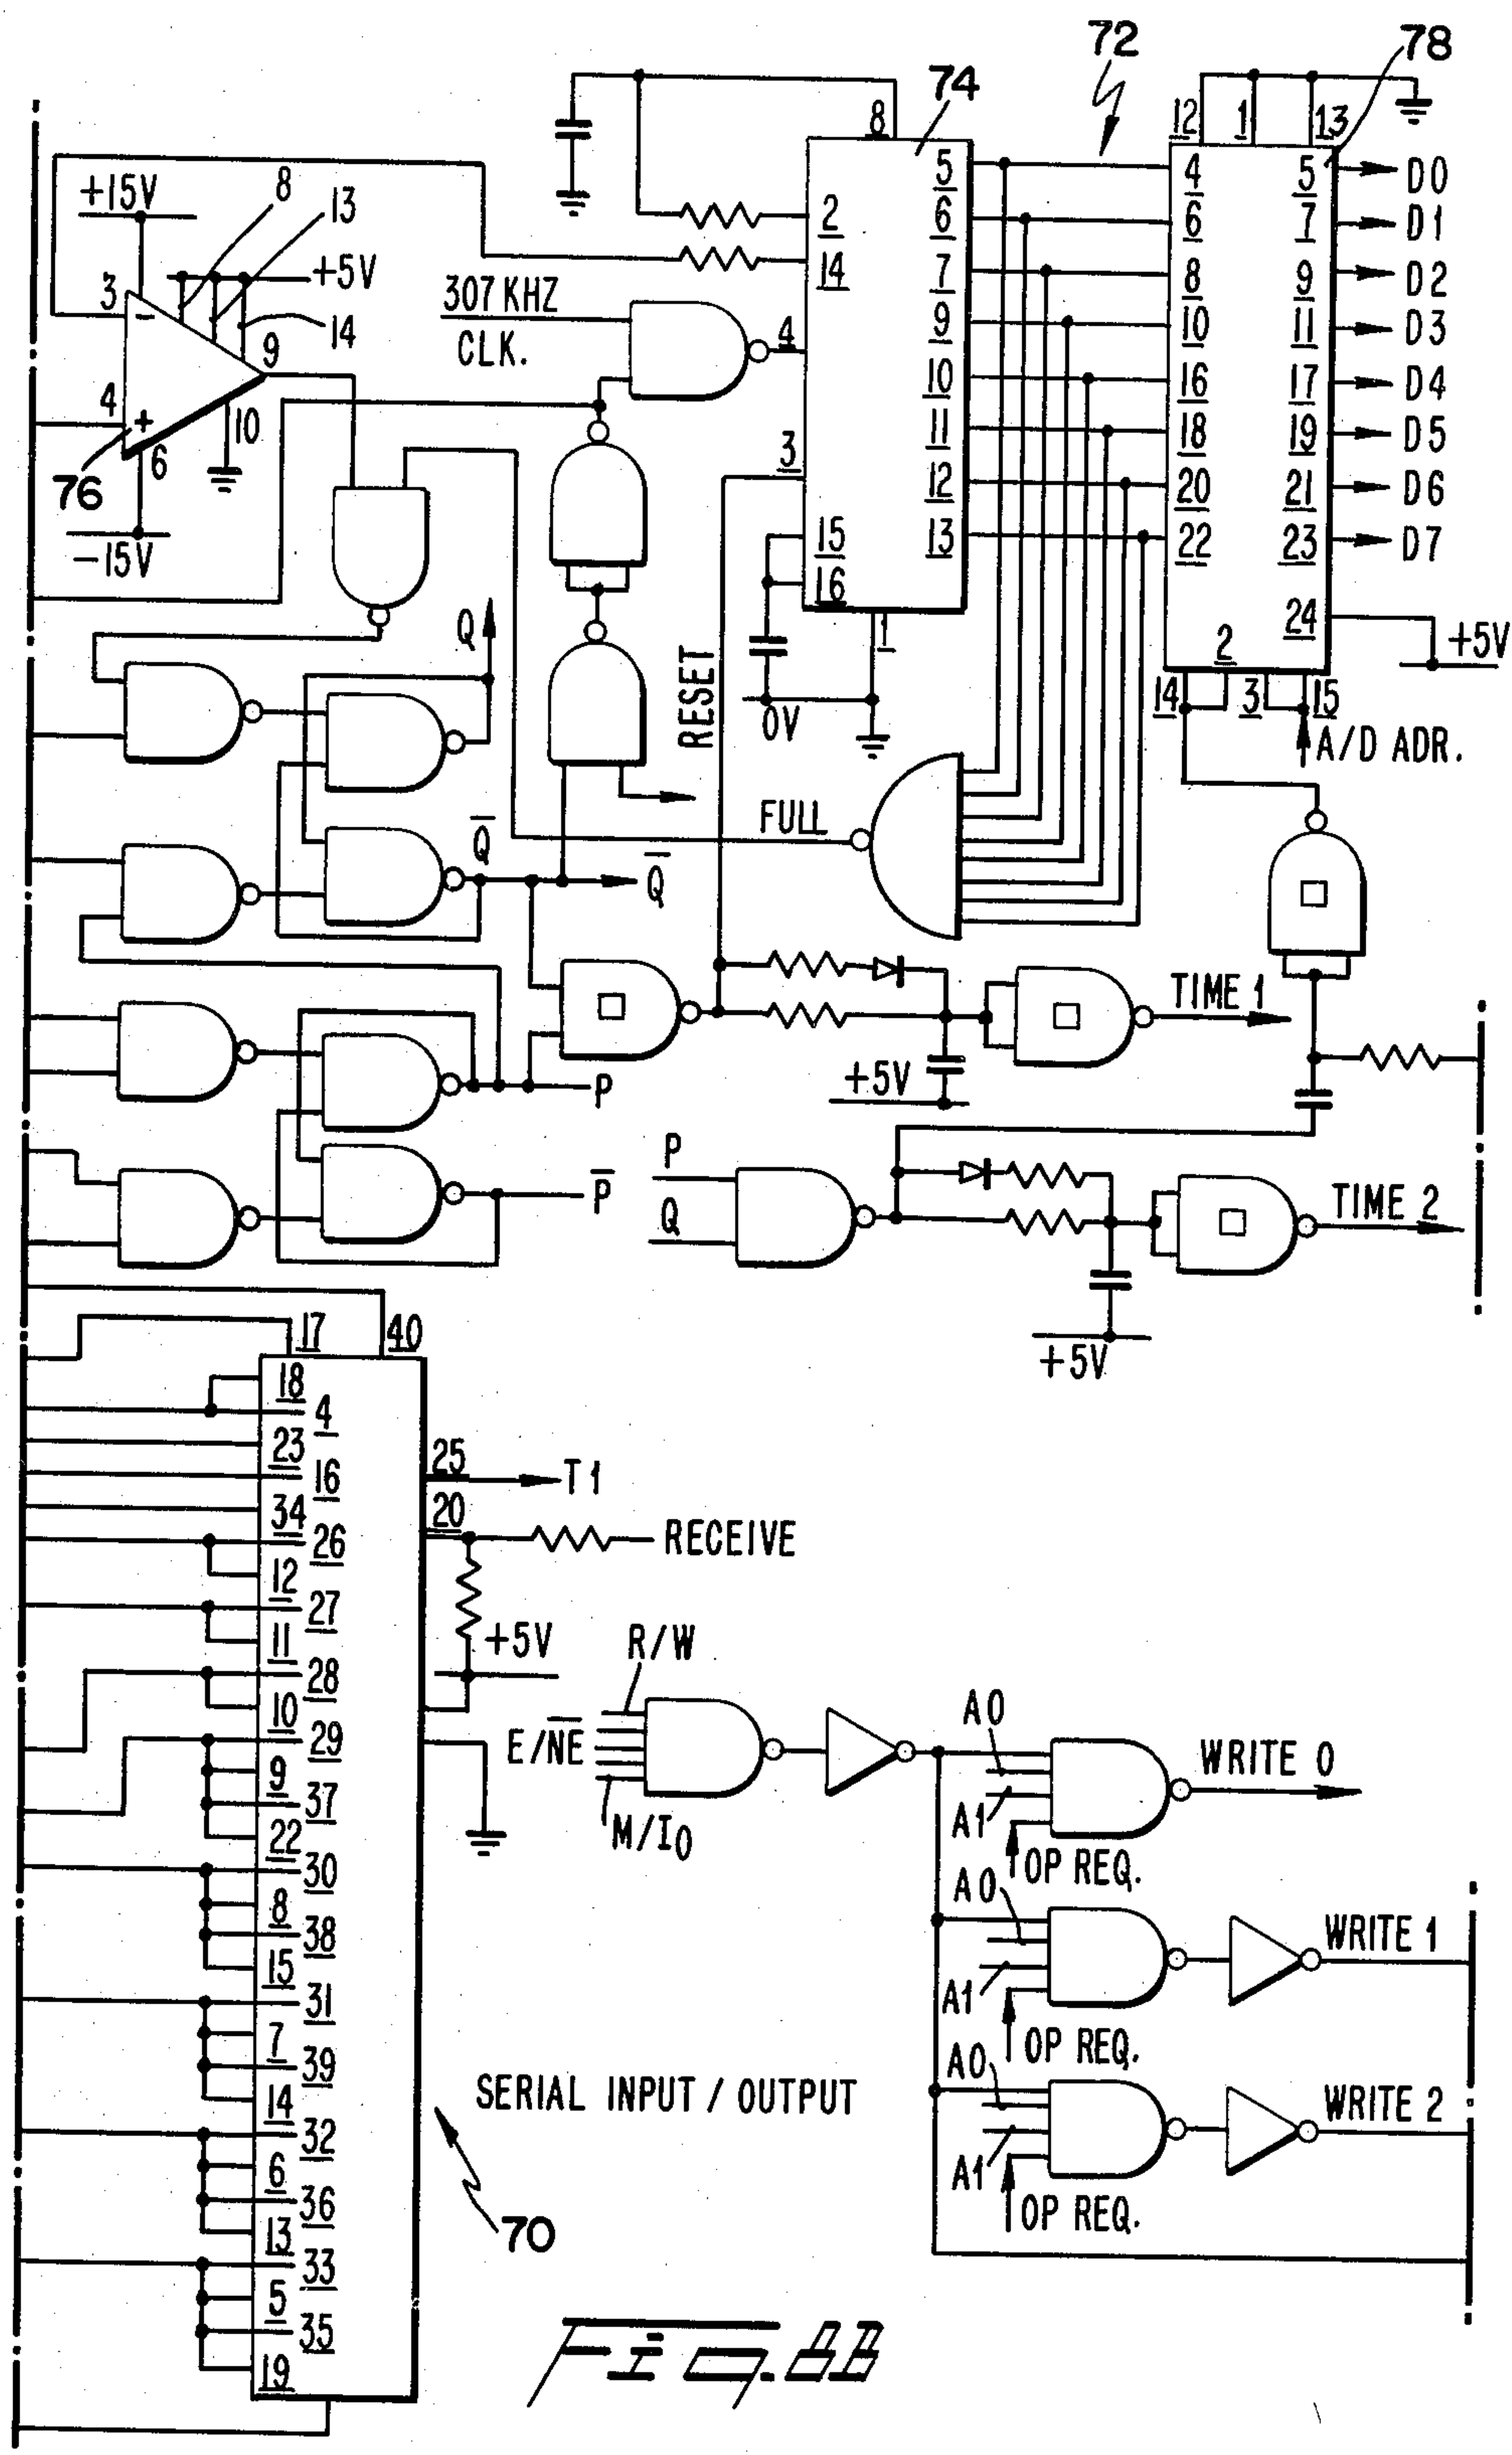 72
78
74
12 1 13
8
+15V
8
13
+5V
3
−
14
9
4
+
10
6
76
−15V
307 KHZ
CLK.
4
2
14
3
15
16
1
0V
5
6
7
9
10
11
12
13
4
6
8
10
16
18
20
22
5
7
9
11
17
19
21
23
24
2
14
3
15
D0
D1
D2
D3
D4
D5
D6
D7
+5V
A/D ADR.
Q
RESET
FULL
Q̅
Q̅
TIME 1
+5V
P
P̅
P
Q
TIME 2
+5V
17 40
18
4
23
16
34
26
12
27
11
28
10
29
9
37
22
30
8
38
15
31
7
39
14
32
6
36
13
33
5
35
19
25
T1
20
RECEIVE
+5V
R/W
E/N̅E̅
M/IO
A0
A1
OP REQ.
WRITE 0
A0
A1
OP REQ.
WRITE 1
A0
A1
OP REQ.
WRITE 2
SERIAL INPUT / OUTPUT
70
FIG. 8B